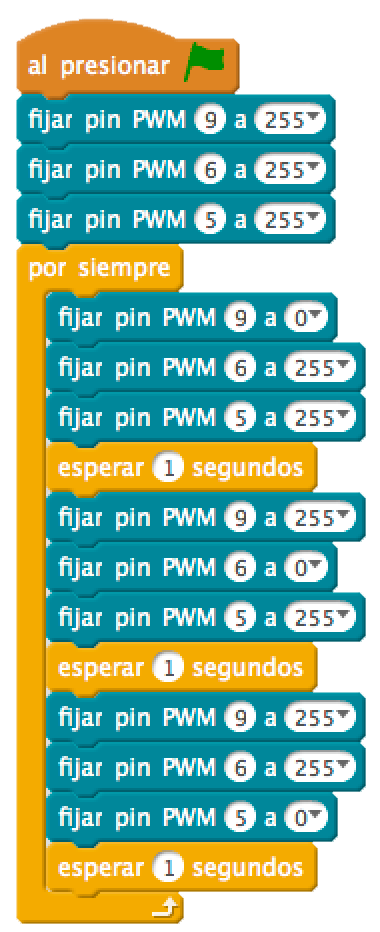 al presionar
fijar pin PWM 9 a 255
fijar pin PWM 6 a 255
fijar pin PWM 5 a 255
por siempre
fijar pin PWM 9 a 0
fijar pin PWM 6 a 255
fijar pin PWM 5 a 255
esperar 1 segundos
fijar pin PWM 9 a 255
fijar pin PWM 6 a 0
fijar pin PWM 5 a 255
esperar 1 segundos
fijar pin PWM 9 a 255
fijar pin PWM 6 a 255
fijar pin PWM 5 a 0
esperar 1 segundos